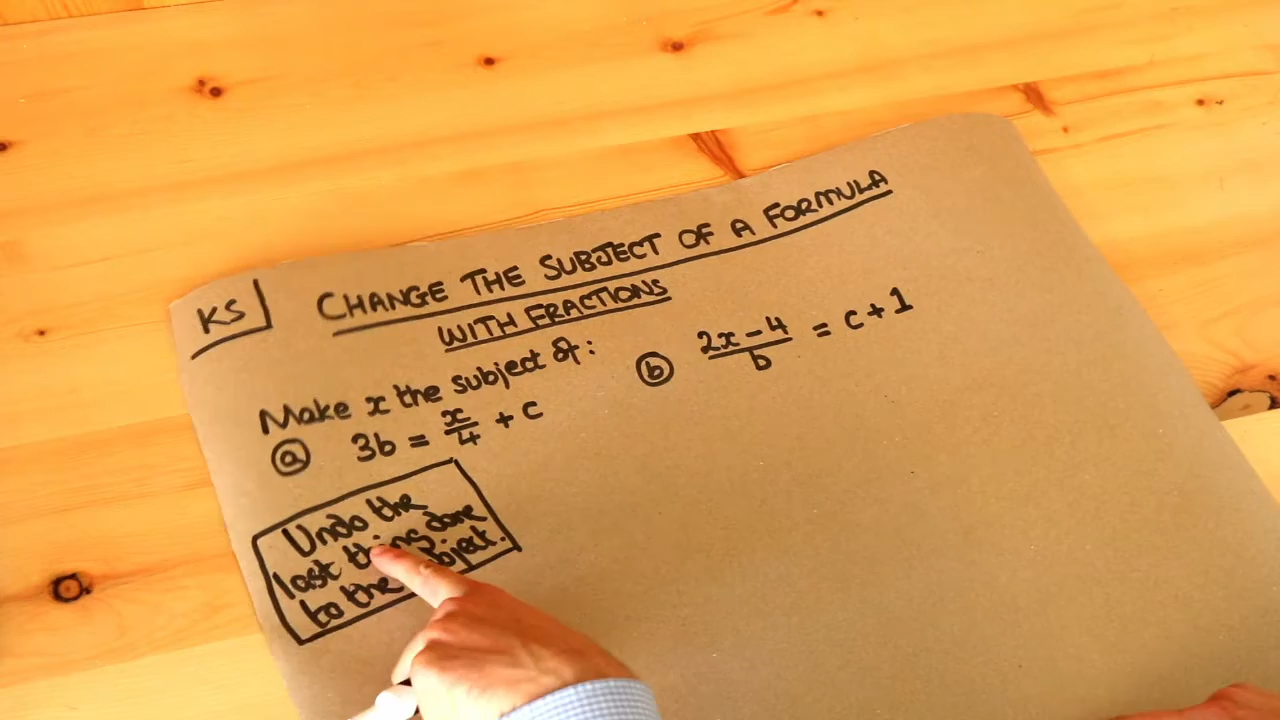 KS
CHANGE THE SUBJECT OF A FORMULA
WITH FRACTIONS
Make x the subject of:
ⓐ 3b = x/4 + c
ⓑ (2x - 4)/b = c + 1
Undo the
last thing done
to the subject.